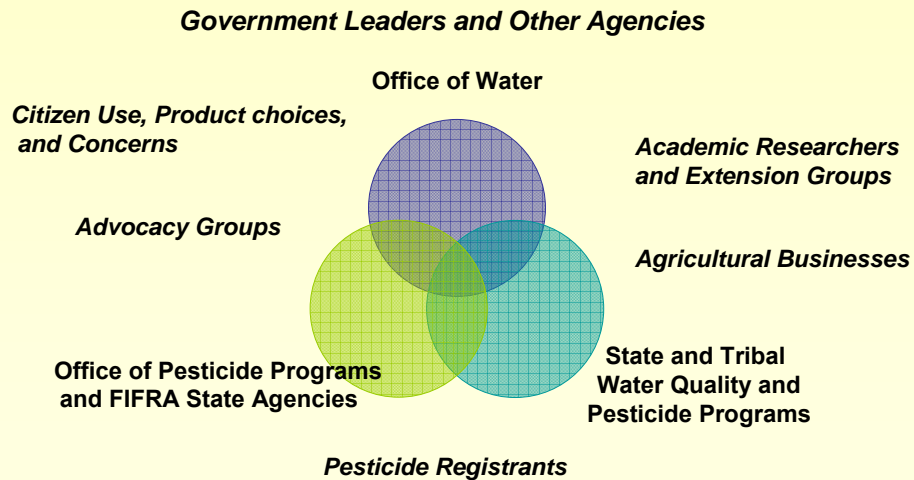 Government Leaders and Other Agencies
Office of Water
Citizen Use, Product choices,
and Concerns
Academic Researchers
and Extension Groups
Advocacy Groups
Agricultural Businesses
Office of Pesticide Programs
and FIFRA State Agencies
State and Tribal
Water Quality and
Pesticide Programs
Pesticide Registrants